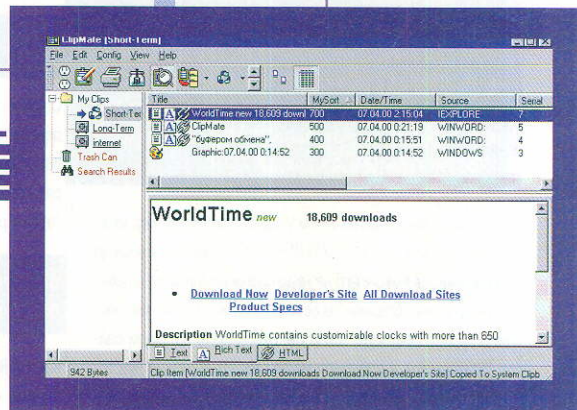 ClipMate [Short-Term]
File Edit Config View Help
My Clips
Short-Ter
Long-Term
internet
Trash Can
Search Results
Title MySort Date/Time Source Serial
WorldTime new 18,609 downl 700 07.04.00 2:15:04 IEXPLORE 7
ClipMate 500 07.04.00 0:21:19 WINWORD: 5
"буфером обмена", 400 07.04.00 0:15:51 WINWORD: 4
Graphic:07.04.00 0:14:52 300 07.04.00 0:14:52 WINDOWS 3
WorldTime new 18,609 downloads
Download Now Developer's Site All Download Sites
Product Specs
Description WorldTime contains customizable clocks with more than 650
Text Rich Text HTML
942 Bytes Clip Item [WorldTime new 18,609 downloads Download Now Developer's Site] Copied To System Clipb